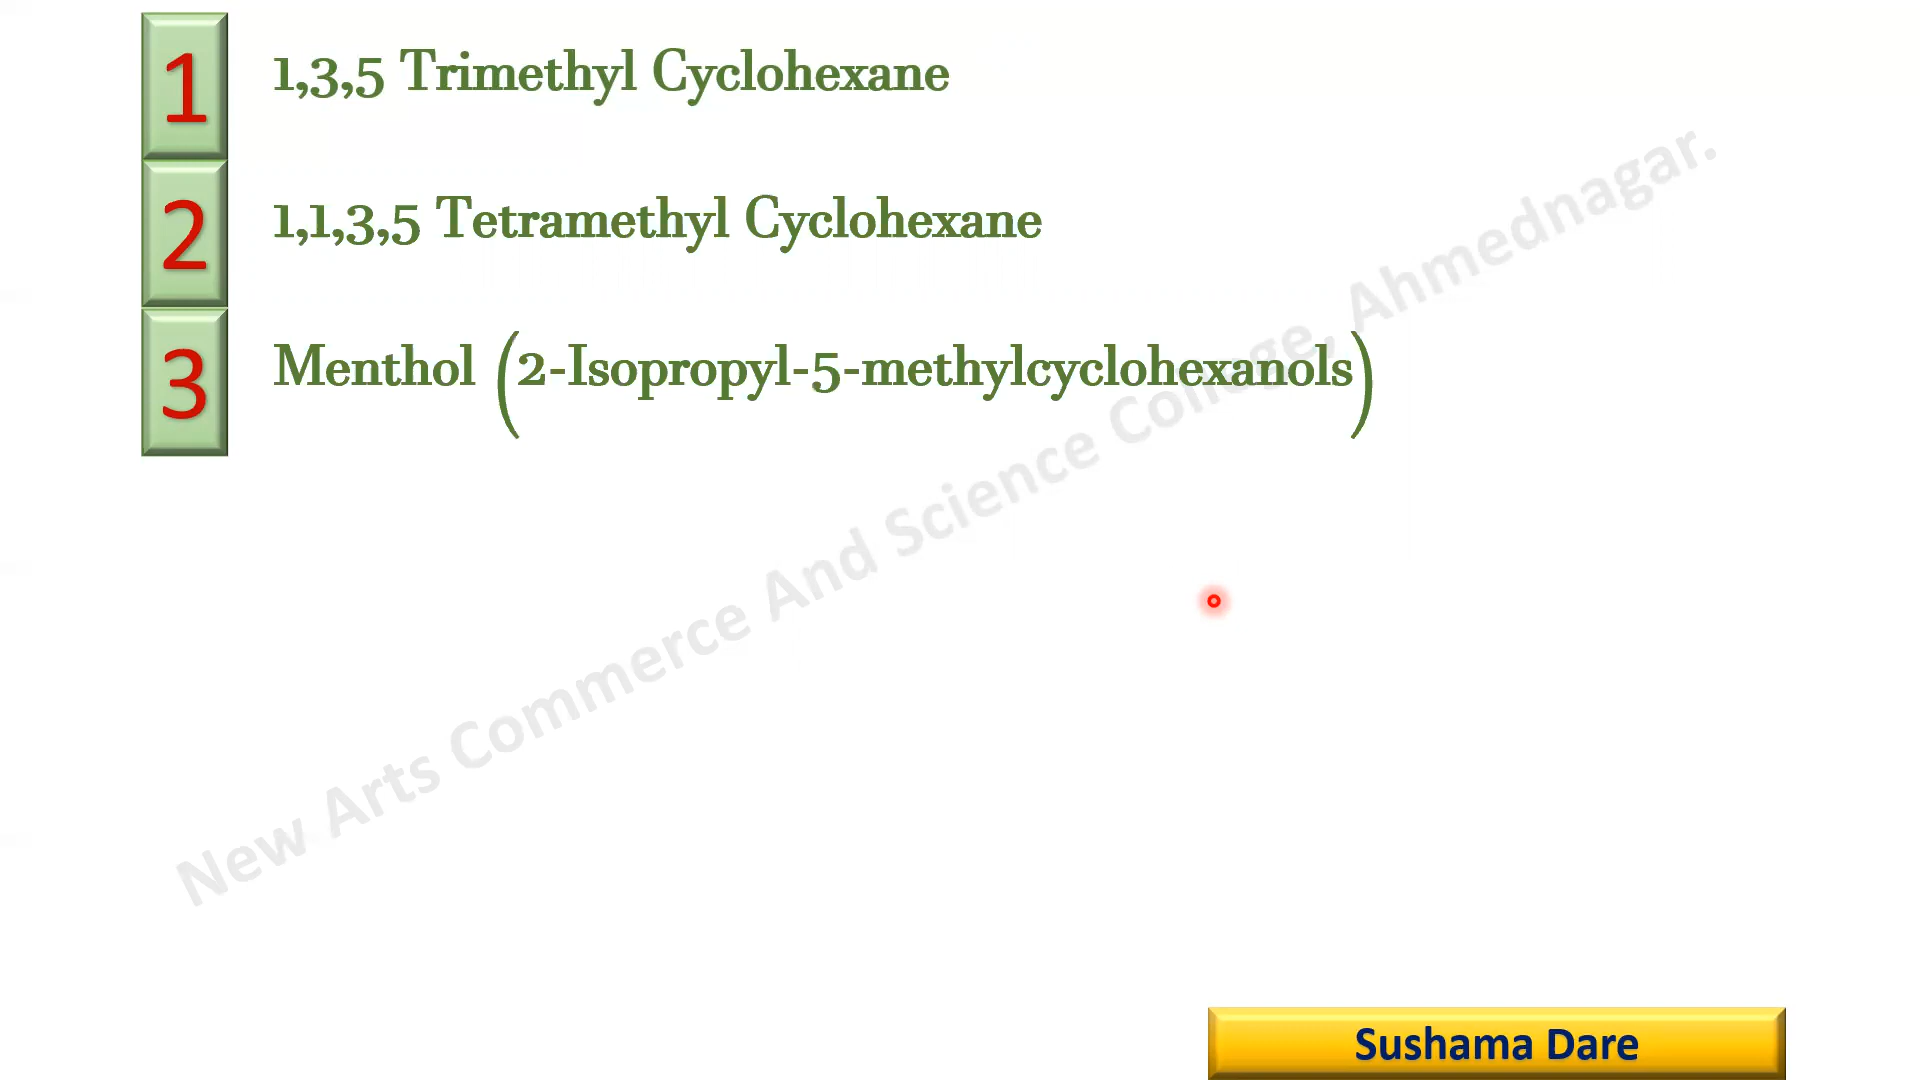 1 1,3,5 Trimethyl Cyclohexane
2 1,1,3,5 Tetramethyl Cyclohexane
3 Menthol (2-Isopropyl-5-methylcyclohexanols)
New Arts Commerce And Science College, Ahmednagar.
Sushama Dare